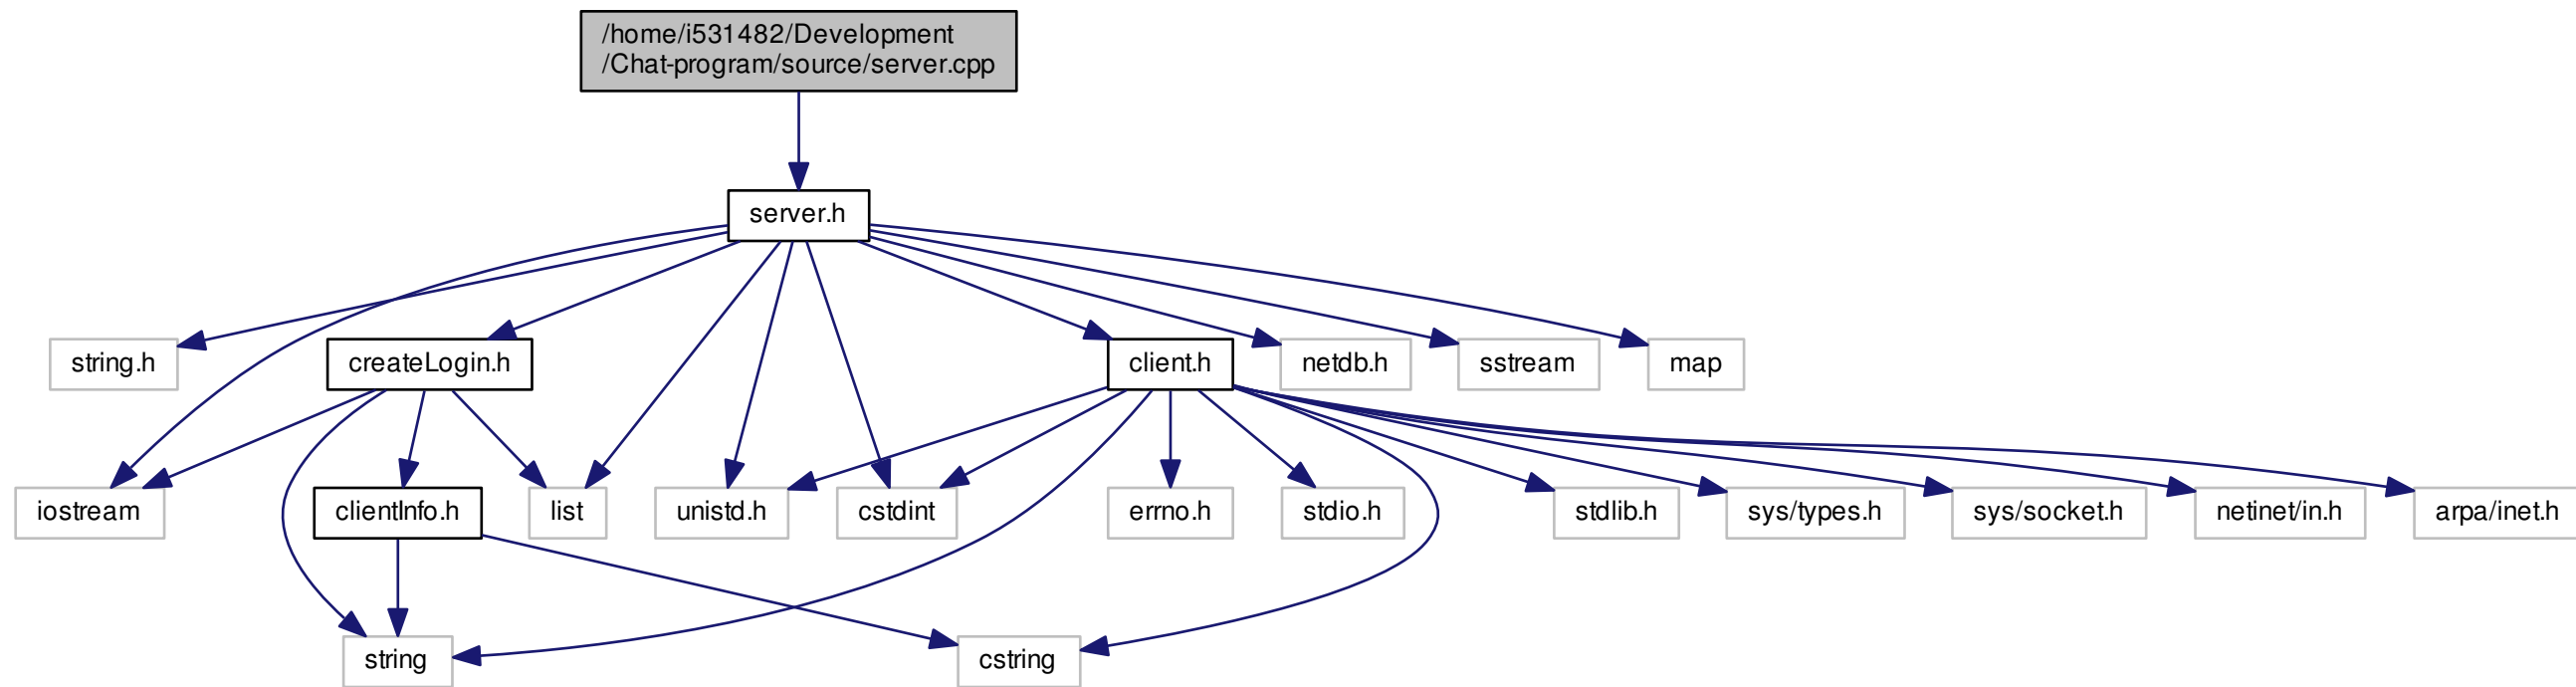 /home/i531482/Development
/Chat-program/source/server.cpp
server.h
string.h
createLogin.h
client.h
netdb.h
sstream
map
iostream
clientInfo.h
list
unistd.h
cstdint
errno.h
stdio.h
stdlib.h
sys/types.h
sys/socket.h
netinet/in.h
arpa/inet.h
string
cstring